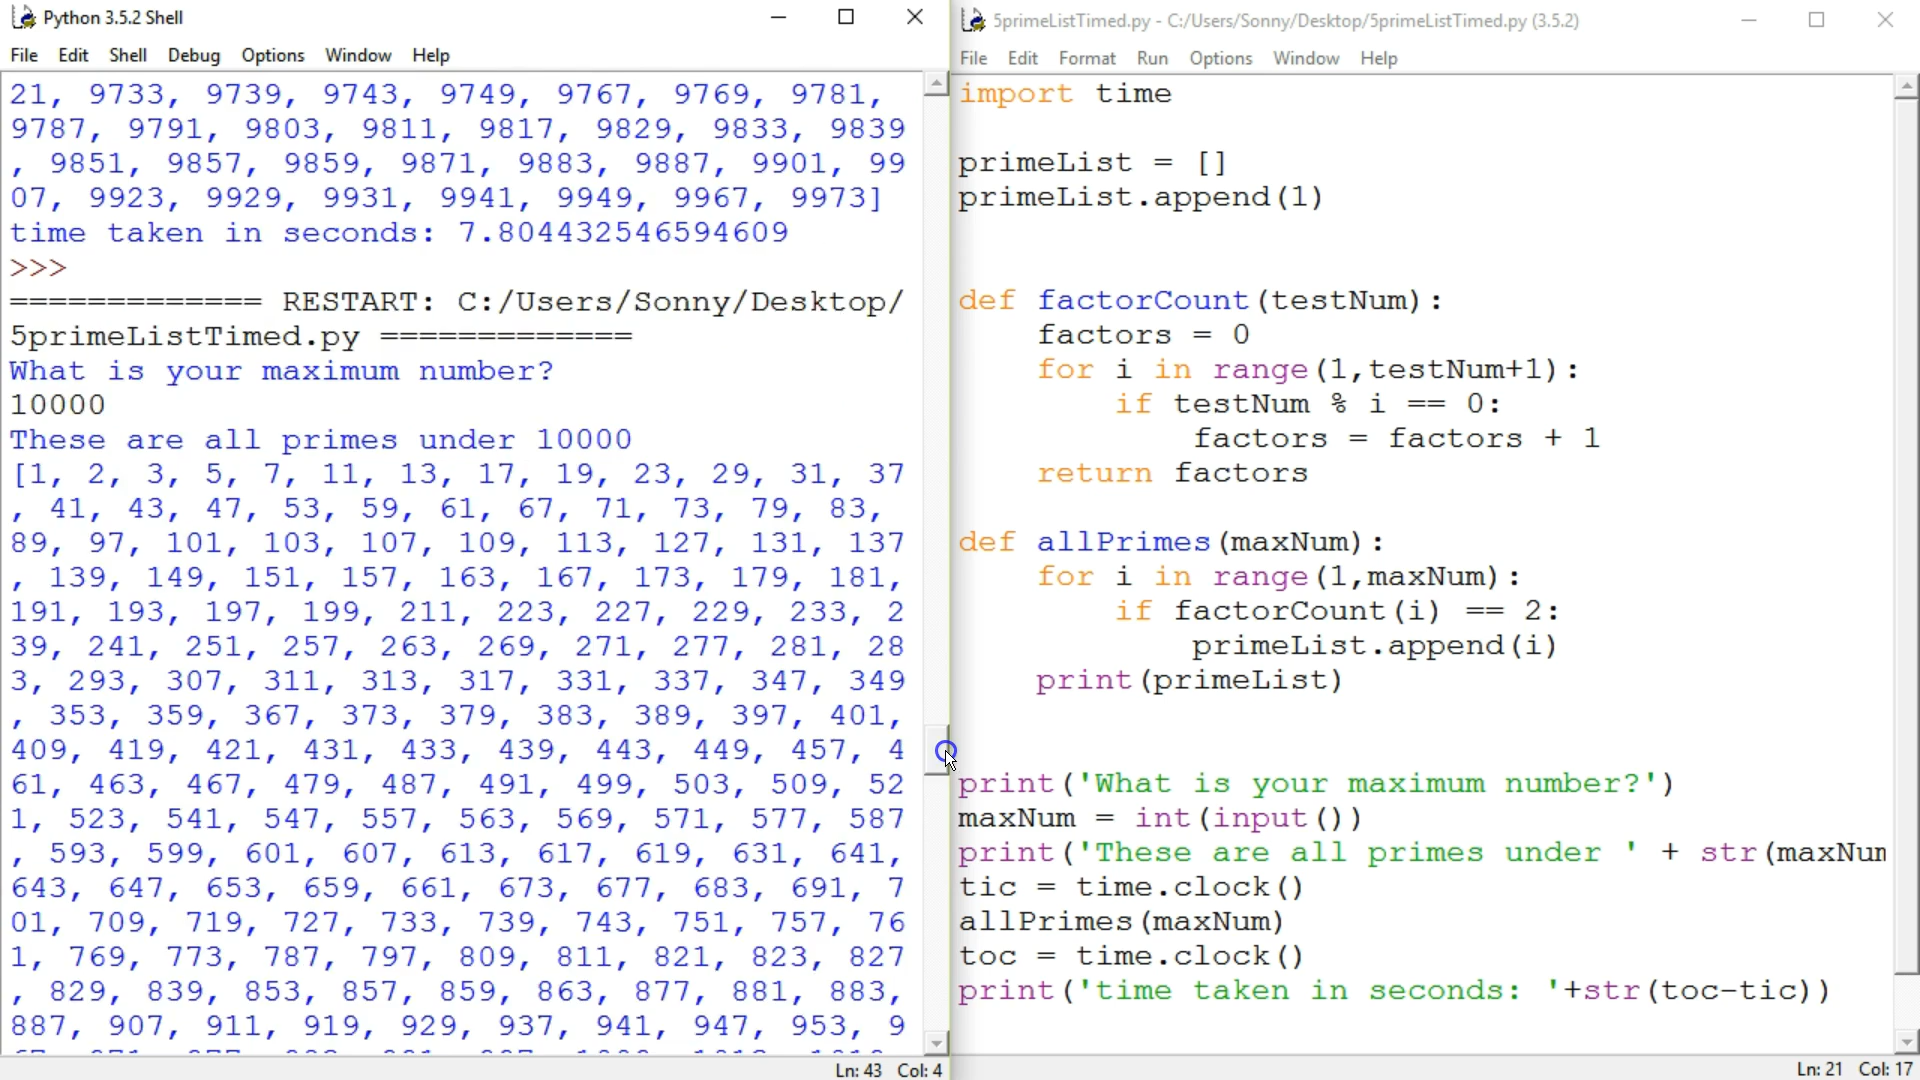 Python 3.5.2 Shell
File Edit Shell Debug Options Window Help
21, 9733, 9739, 9743, 9749, 9767, 9769, 9781,
9787, 9791, 9803, 9811, 9817, 9829, 9833, 9839
, 9851, 9857, 9859, 9871, 9883, 9887, 9901, 99
07, 9923, 9929, 9931, 9941, 9949, 9967, 9973]
time taken in seconds: 7.804432546594609
>>>
============= RESTART: C:/Users/Sonny/Desktop/
5primeListTimed.py =============
What is your maximum number?
10000
These are all primes under 10000
[1, 2, 3, 5, 7, 11, 13, 17, 19, 23, 29, 31, 37
, 41, 43, 47, 53, 59, 61, 67, 71, 73, 79, 83,
89, 97, 101, 103, 107, 109, 113, 127, 131, 137
, 139, 149, 151, 157, 163, 167, 173, 179, 181,
191, 193, 197, 199, 211, 223, 227, 229, 233, 2
39, 241, 251, 257, 263, 269, 271, 277, 281, 28
3, 293, 307, 311, 313, 317, 331, 337, 347, 349
, 353, 359, 367, 373, 379, 383, 389, 397, 401,
409, 419, 421, 431, 433, 439, 443, 449, 457, 4
61, 463, 467, 479, 487, 491, 499, 503, 509, 52
1, 523, 541, 547, 557, 563, 569, 571, 577, 587
, 593, 599, 601, 607, 613, 617, 619, 631, 641,
643, 647, 653, 659, 661, 673, 677, 683, 691, 7
01, 709, 719, 727, 733, 739, 743, 751, 757, 76
1, 769, 773, 787, 797, 809, 811, 821, 823, 827
, 829, 839, 853, 857, 859, 863, 877, 881, 883,
887, 907, 911, 919, 929, 937, 941, 947, 953, 9
Ln: 43 Col: 4
5primeListTimed.py - C:/Users/Sonny/Desktop/5primeListTimed.py (3.5.2)
File Edit Format Run Options Window Help
import time
primeList = []
primeList.append(1)
def factorCount(testNum):
    factors = 0
    for i in range(1,testNum+1):
        if testNum % i == 0:
            factors = factors + 1
    return factors
def allPrimes(maxNum):
    for i in range(1,maxNum):
        if factorCount(i) == 2:
            primeList.append(i)
    print(primeList)
print('What is your maximum number?')
maxNum = int(input())
print('These are all primes under ' + str(maxNum
tic = time.clock()
allPrimes(maxNum)
toc = time.clock()
print('time taken in seconds: '+str(toc-tic))
Ln: 21 Col: 17